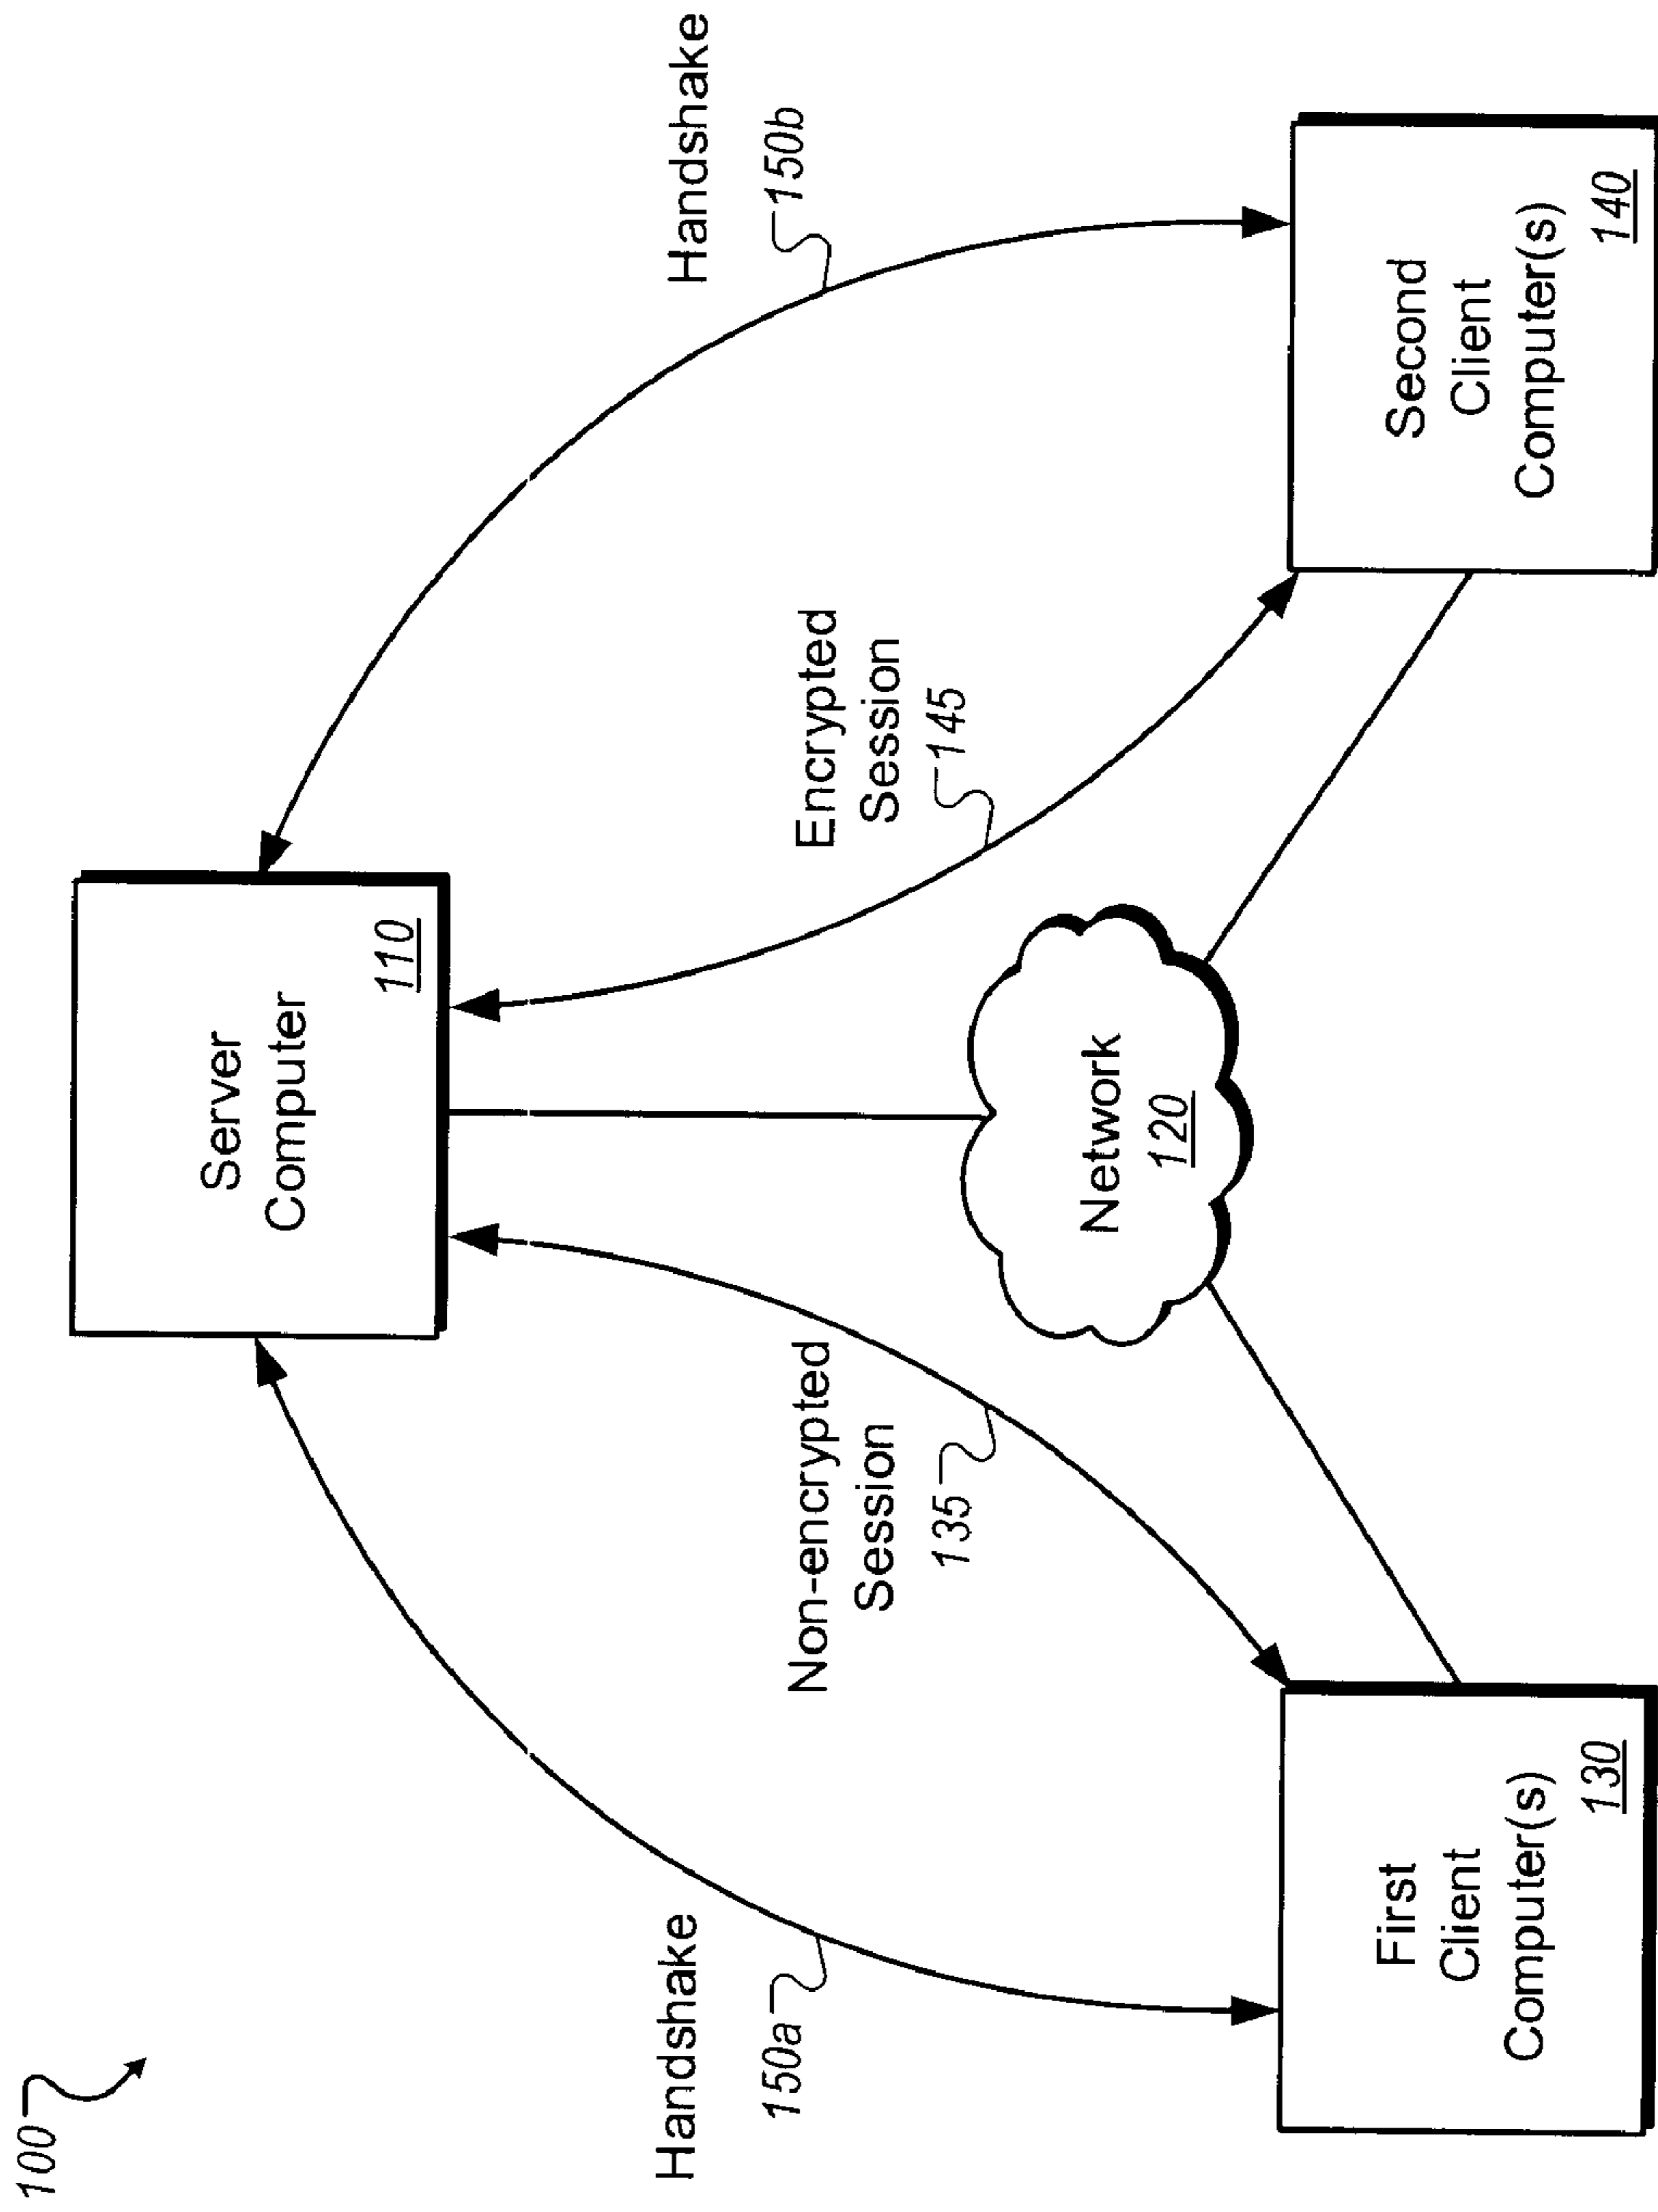 100
Server
Computer
110
Handshake
150a
Non-encrypted
Session
135
Encrypted
Session
145
Handshake
150b
Network
120
First
Client
Computer(s)
130
Second
Client
Computer(s)
140